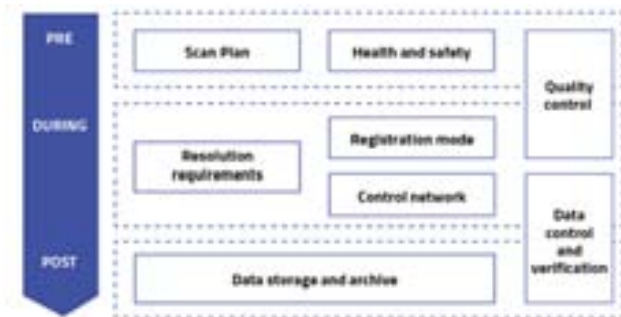 PRE
Scan Plan
Health and safety
Quality
control
DURING
Registration mode
Resolution
requirements
Control network
Data
control
and
verification
POST
Data storage and archive